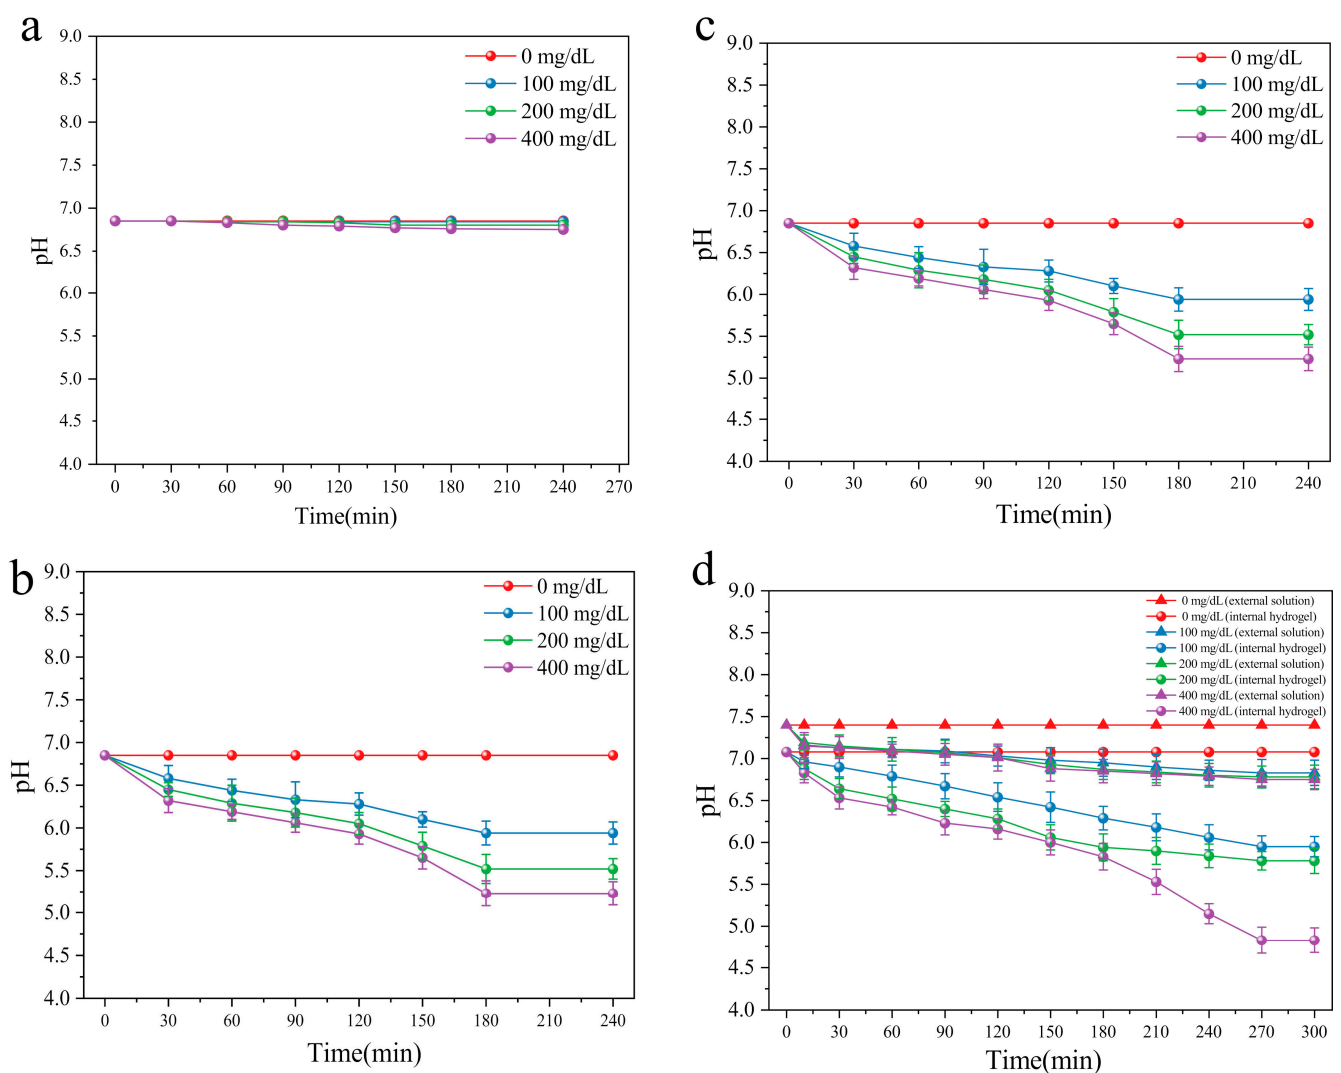 a
9.0
8.5
8.0
7.5
7.0
6.5
6.0
5.5
5.0
4.5
4.0
pH
0 mg/dL
100 mg/dL
200 mg/dL
400 mg/dL
0 30 60 90 120 150 180 210 240 270
Time(min)
c
9.0
8.5
8.0
7.5
7.0
6.5
6.0
5.5
5.0
4.5
4.0
pH
0 mg/dL
100 mg/dL
200 mg/dL
400 mg/dL
0 30 60 90 120 150 180 210 240
Time(min)
b
9.0
8.5
8.0
7.5
7.0
6.5
6.0
5.5
5.0
4.5
4.0
pH
0 mg/dL
100 mg/dL
200 mg/dL
400 mg/dL
0 30 60 90 120 150 180 210 240
Time(min)
d
9.0
8.5
8.0
7.5
7.0
6.5
6.0
5.5
5.0
4.5
4.0
pH
0 mg/dL (external solution)
0 mg/dL (internal hydrogel)
100 mg/dL (external solution)
100 mg/dL (internal hydrogel)
200 mg/dL (external solution)
200 mg/dL (internal hydrogel)
400 mg/dL (external solution)
400 mg/dL (internal hydrogel)
0 30 60 90 120 150 180 210 240 270 300
Time(min)